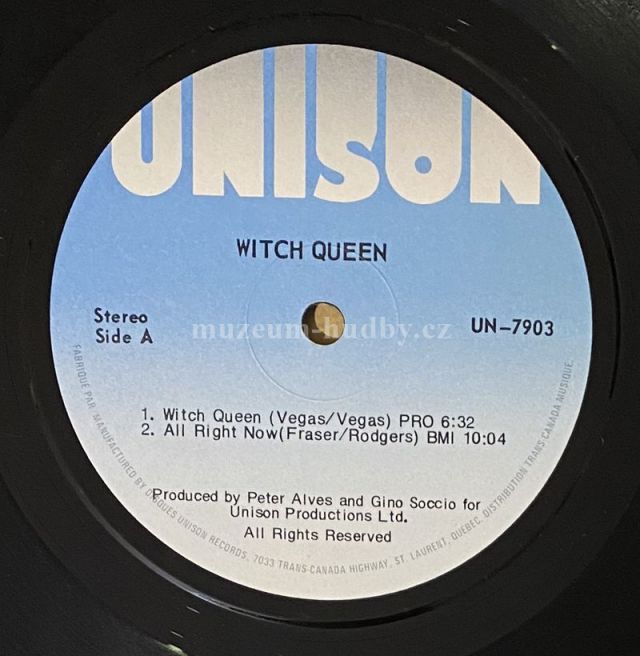 UNISON
WITCH QUEEN
Stereo
Side A
UN-7903
muzeum-hudby.cz
1. Witch Queen (Vegas/Vegas) PRO 6:32
2. All Right Now(Fraser/Rodgers) BMI 10:04
Produced by Peter Alves and Gino Soccio for
Unison Productions Ltd.
All Rights Reserved
FABRIQUÉ PAR. MANUFACTURED BY DISQUES UNISON RECORDS, 7033 TRANS-CANADA HIGHWAY, ST. LAURENT, QUEBEC. DISTRIBUTION TRANS-CANADA MUSIQUE.